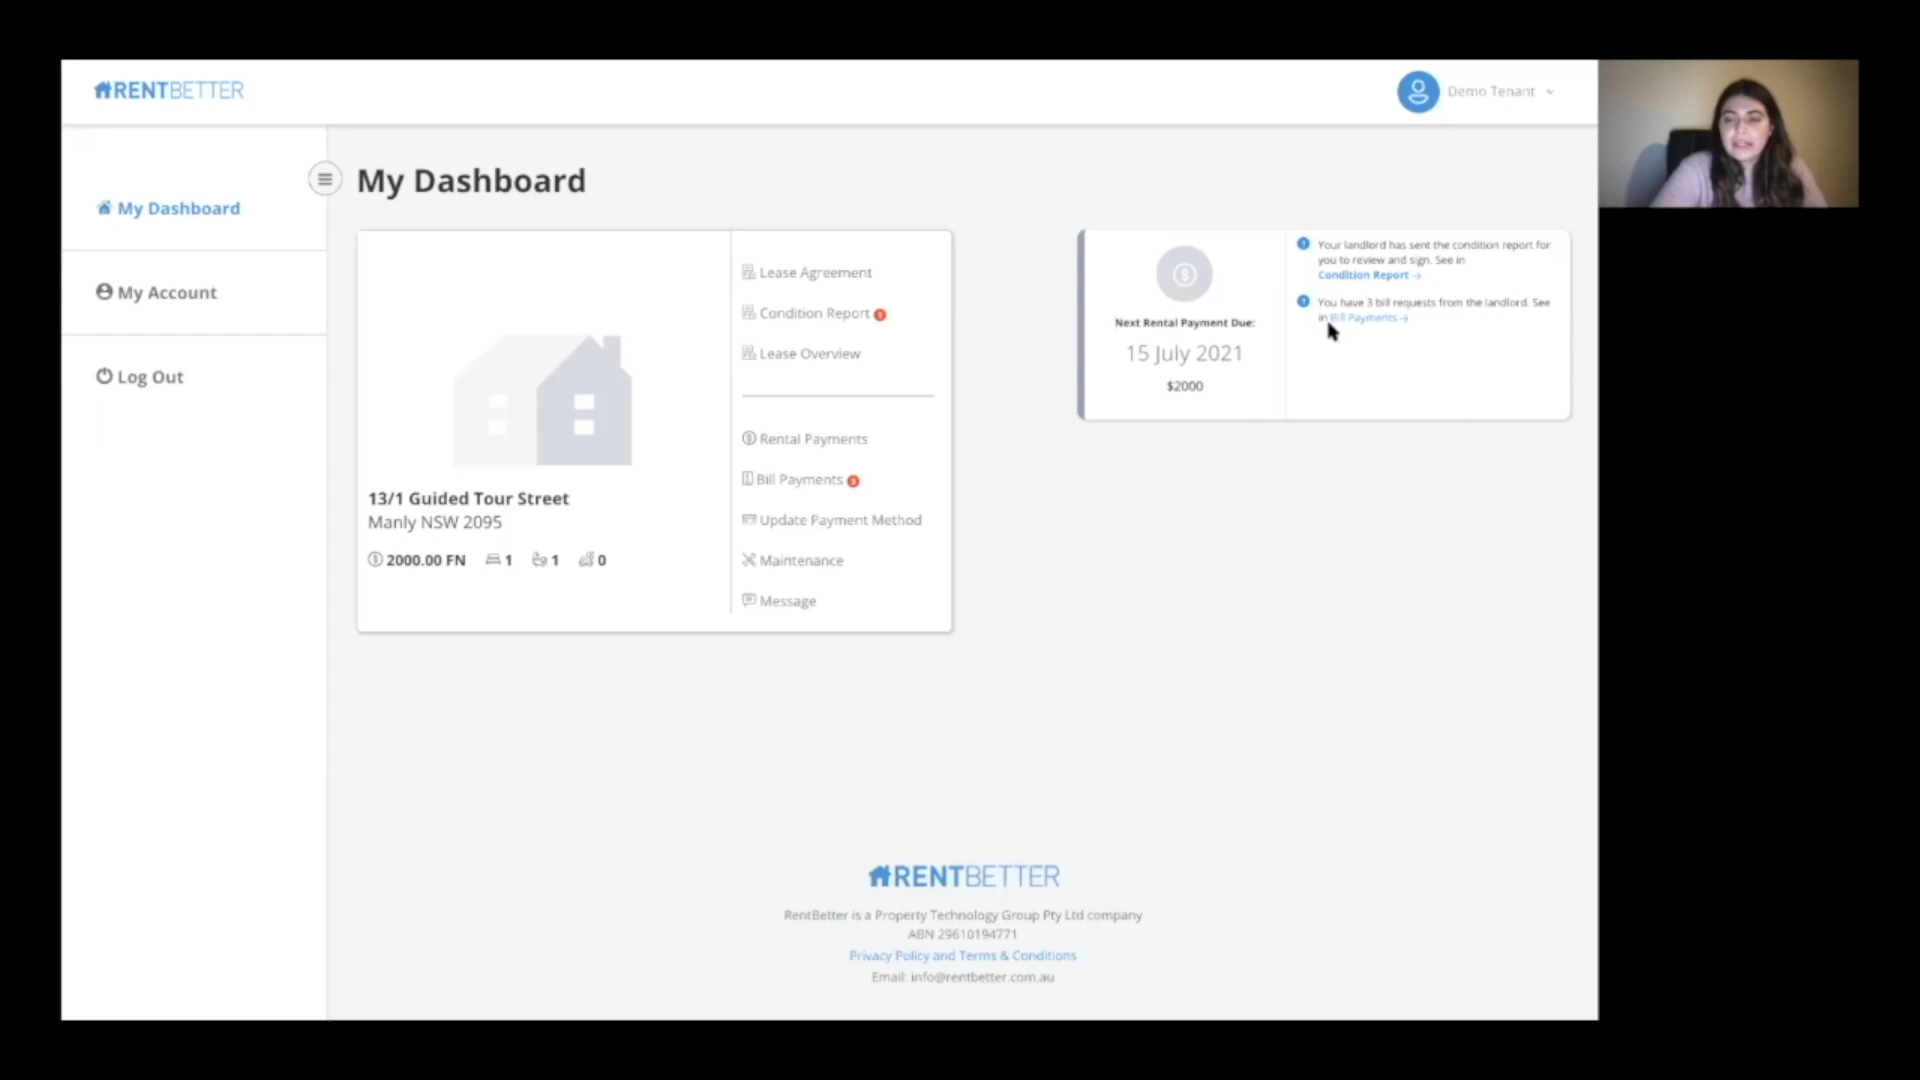 RENTBETTER
Demo Tenant
My Dashboard
My Account
Log Out
My Dashboard
13/1 Guided Tour Street
Manly NSW 2095
2000.00 FN 1 1 0
Lease Agreement
Condition Report 1
Lease Overview
Rental Payments
Bill Payments 3
Update Payment Method
Maintenance
Message
Next Rental Payment Due:
15 July 2021
$2000
Your landlord has sent the condition report for
you to review and sign. See in
Condition Report →
You have 3 bill requests from the landlord. See
in Bill Payments →
RENTBETTER
RentBetter is a Property Technology Group Pty Ltd company
ABN 29610194771
Privacy Policy and Terms & Conditions
Email: info@rentbetter.com.au